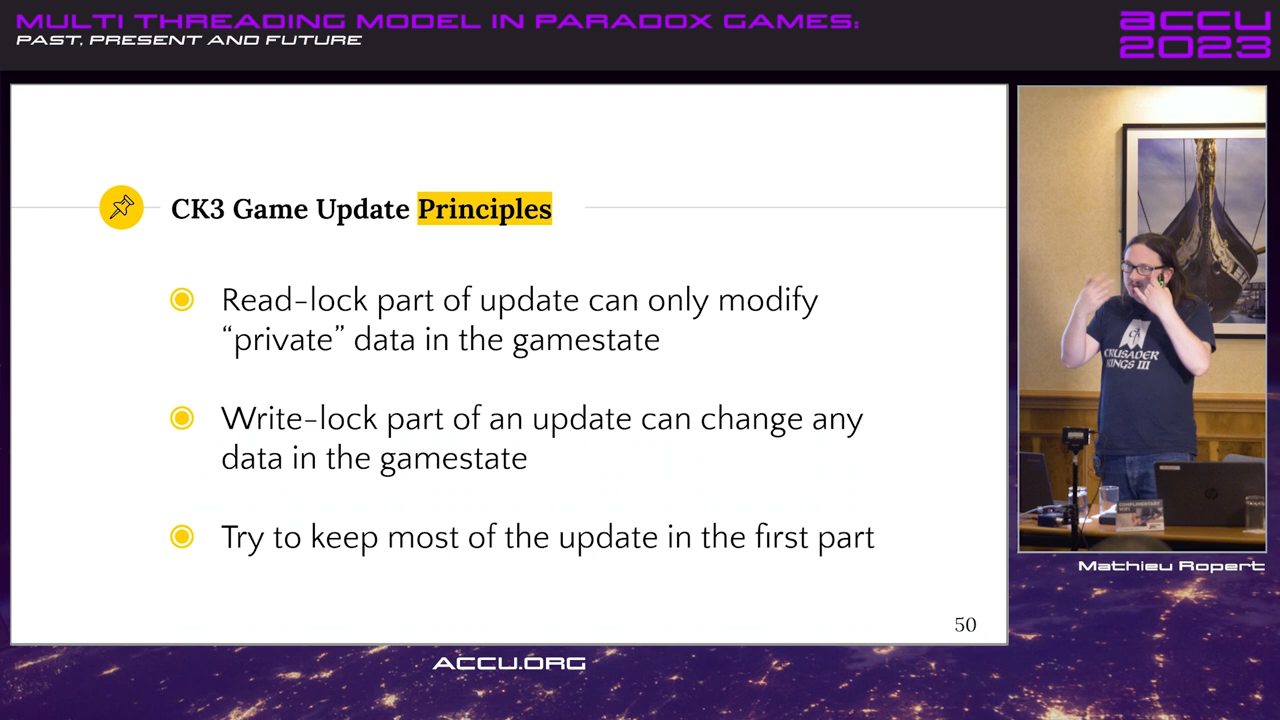 MULTI THREADING MODEL IN PARADOX GAMES:
PAST, PRESENT AND FUTURE
ACCU
2023
CK3 Game Update Principles
Read-lock part of update can only modify
“private” data in the gamestate
Write-lock part of an update can change any
data in the gamestate
Try to keep most of the update in the first part
50
CRUSADER
KINGS III
Mathieu Ropert
ACCU.ORG